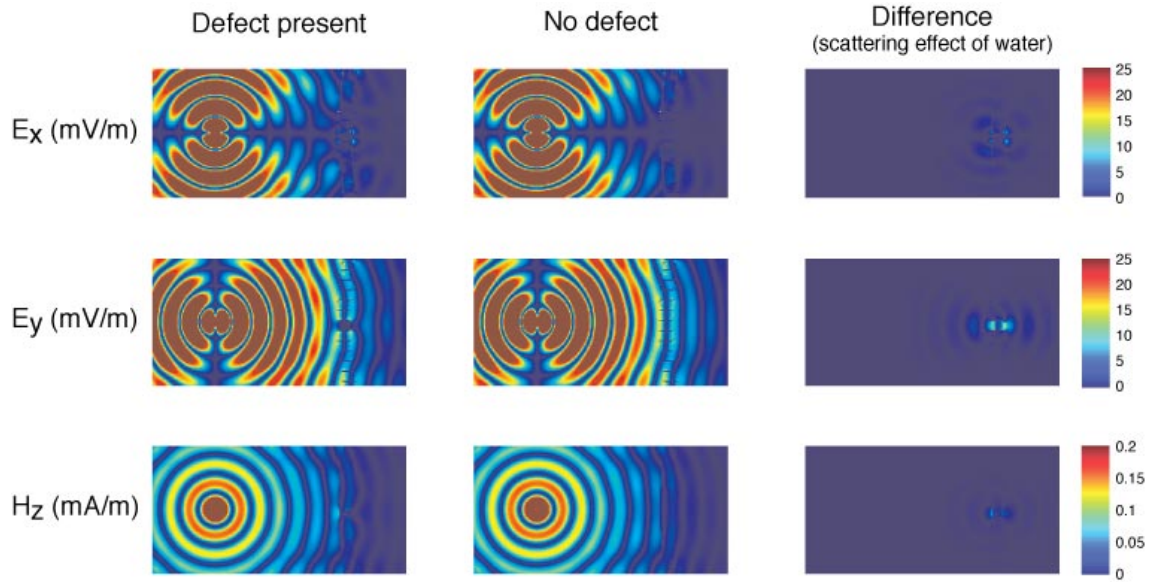 Defect present
No defect
Difference
(scattering effect of water)
Ex (mV/m)
25
20
15
10
5
0
Ey (mV/m)
25
20
15
10
5
0
Hz (mA/m)
0.2
0.15
0.1
0.05
0